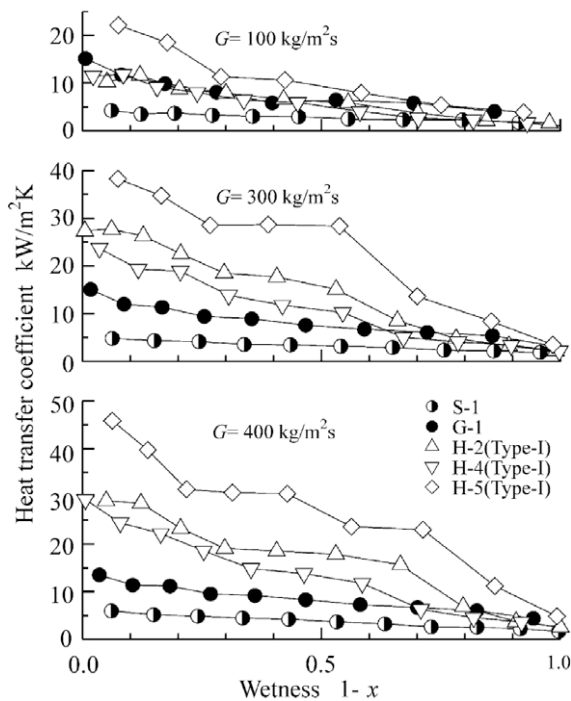 G= 100 kg/m²s
20
10
0
G= 300 kg/m²s
40
30
20
10
0
Heat transfer coefficient kW/m²K
G= 400 kg/m²s
50
40
30
20
10
0
S-1
G-1
H-2(Type-I)
H-4(Type-I)
H-5(Type-I)
0.0 0.5 1.0
Wetness 1- x